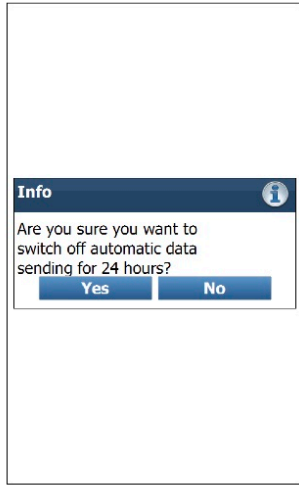 Info
Are you sure you want to
switch off automatic data
sending for 24 hours?
Yes No